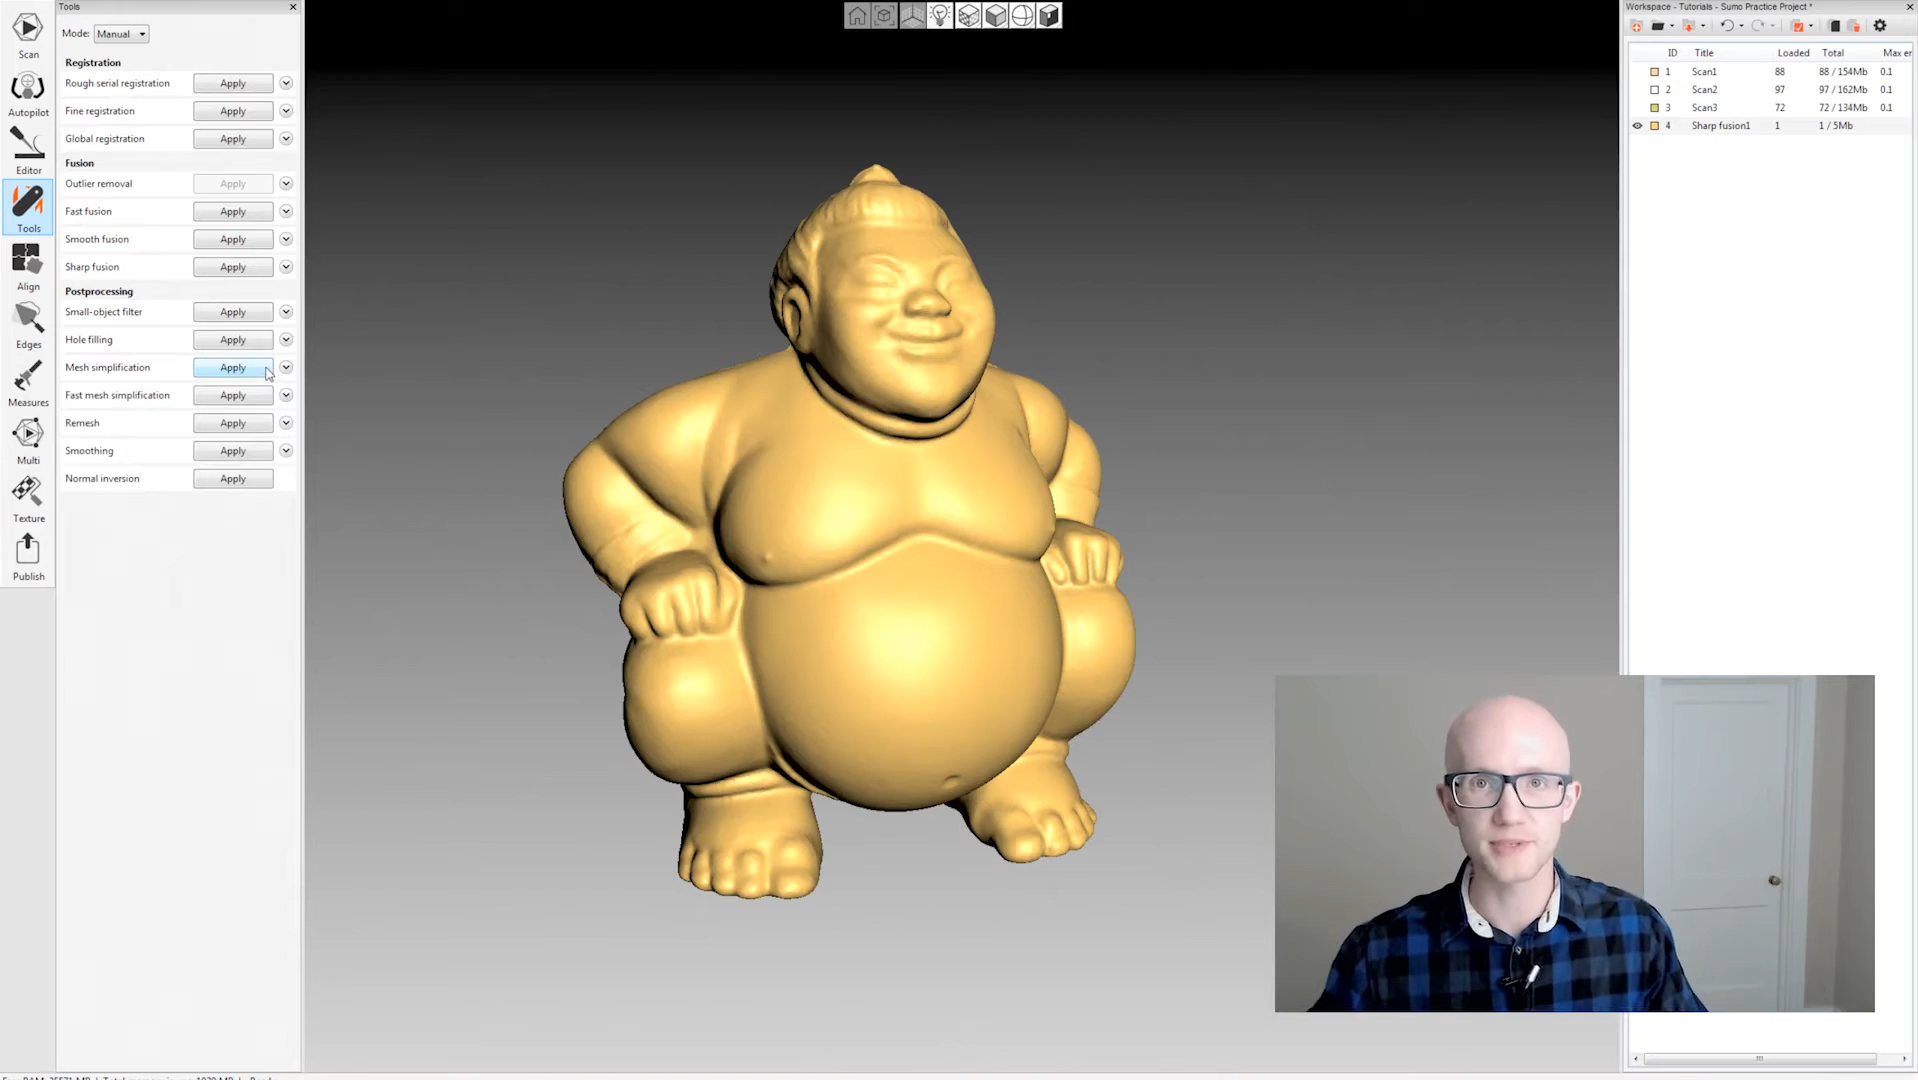 Tools
Mode: Manual
Registration
Rough serial registration Apply
Fine registration Apply
Global registration Apply
Fusion
Outlier removal Apply
Fast fusion Apply
Smooth fusion Apply
Sharp fusion Apply
Postprocessing
Small-object filter Apply
Hole filling Apply
Mesh simplification Apply
Fast mesh simplification Apply
Remesh Apply
Smoothing Apply
Normal inversion Apply
Scan
Autopilot
Editor
Tools
Align
Edges
Measures
Multi
Texture
Publish
Workspace - Tutorials - Sumo Practice Project *
ID Title Loaded Total Max er
1 Scan1 88 88 / 154Mb 0.1
2 Scan2 97 97 / 162Mb 0.1
3 Scan3 72 72 / 134Mb 0.1
4 Sharp fusion1 1 1 / 5Mb